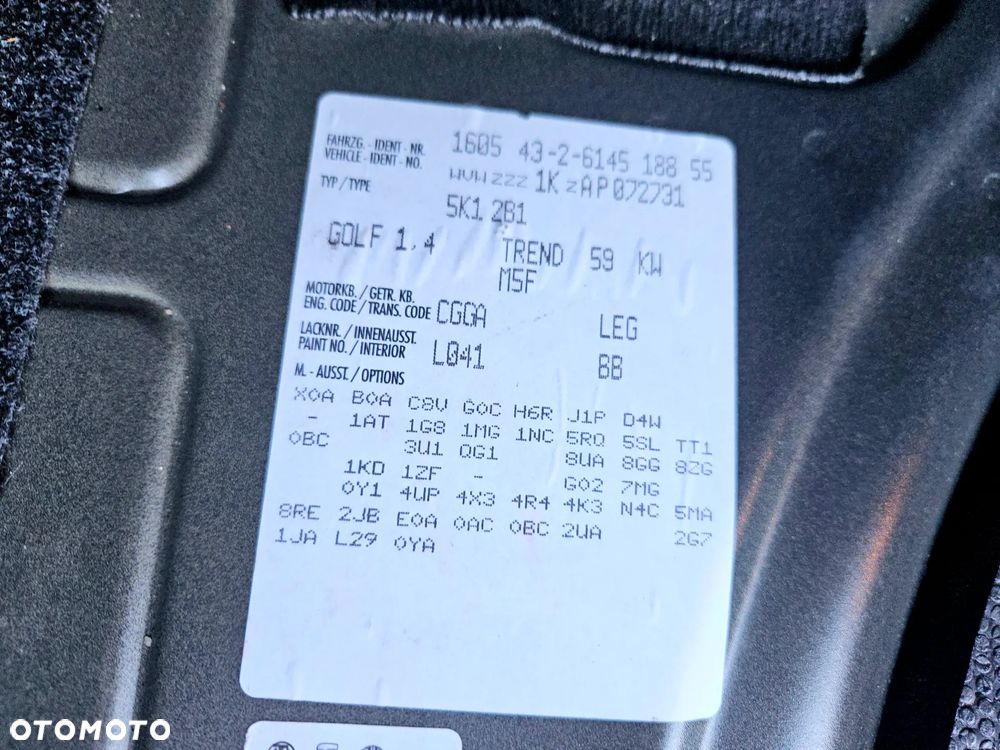 FAHRZG. - IDENT - NR. 1605 43-2-6145 188 55
VEHICLE - IDENT - NO. WVWZZZ 1KZAP072731
TYP / TYPE 5K1 2B1
GOLF 1,4 TREND 59 KW
M5F
MOTORKB. / GETR. KB.
ENG. CODE / TRANS. CODE CGGA LEG
LACKNR. / INNENAUSST.
PAINT NO. / INTERIOR L041 BB
M. - AUSST. / OPTIONS
X0A B0A C8V G0C H6R J1P D4W
- 1AT 1G8 1MG 1NC 5RQ 5SL TT1
0BC 3U1 QG1 8UA 8GG 8ZG
1KD 1ZF - G02 7MG
0Y1 4UP 4X3 4R4 4K3 N4C 5MA
8RE 2JB E0A 0AC 0BC 2UA 2G7
1JA L29 0YA
OTOMOTO